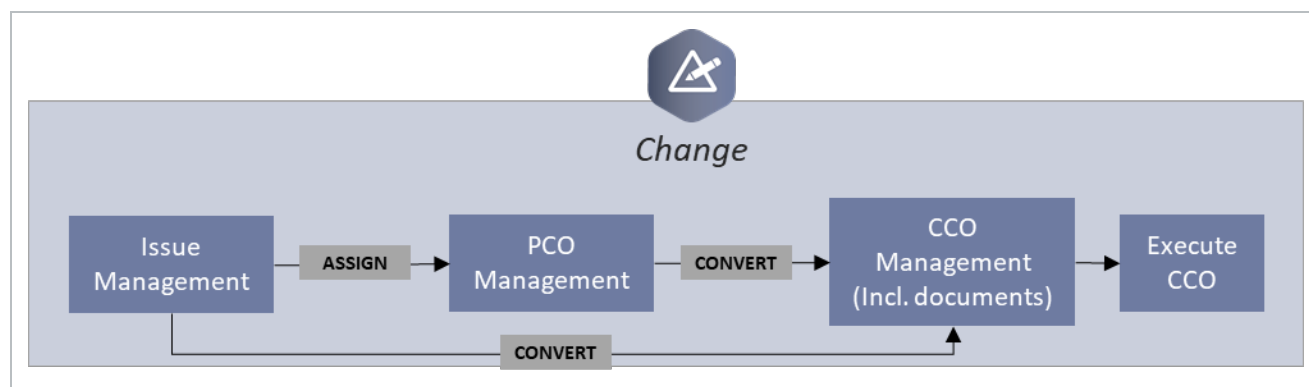 Change
Issue
Management
ASSIGN
PCO
Management
CONVERT
CCO
Management
(Incl. documents)
Execute
CCO
CONVERT